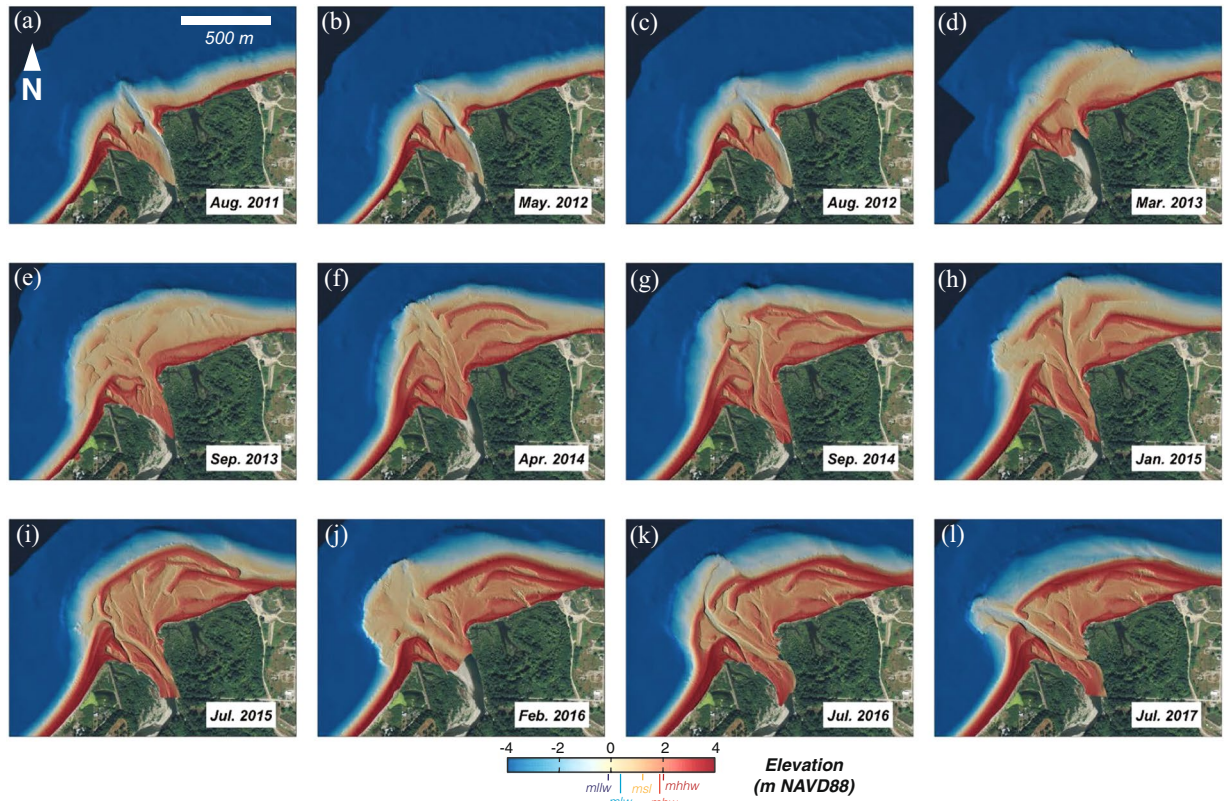 (a)
500 m
N
Aug. 2011
(b)
May. 2012
(c)
Aug. 2012
(d)
Mar. 2013
(e)
Sep. 2013
(f)
Apr. 2014
(g)
Sep. 2014
(h)
Jan. 2015
(i)
Jul. 2015
(j)
Feb. 2016
(k)
Jul. 2016
(l)
Jul. 2017
-4 -2 0 2 4
mllw msl mhhw
Elevation
(m NAVD88)